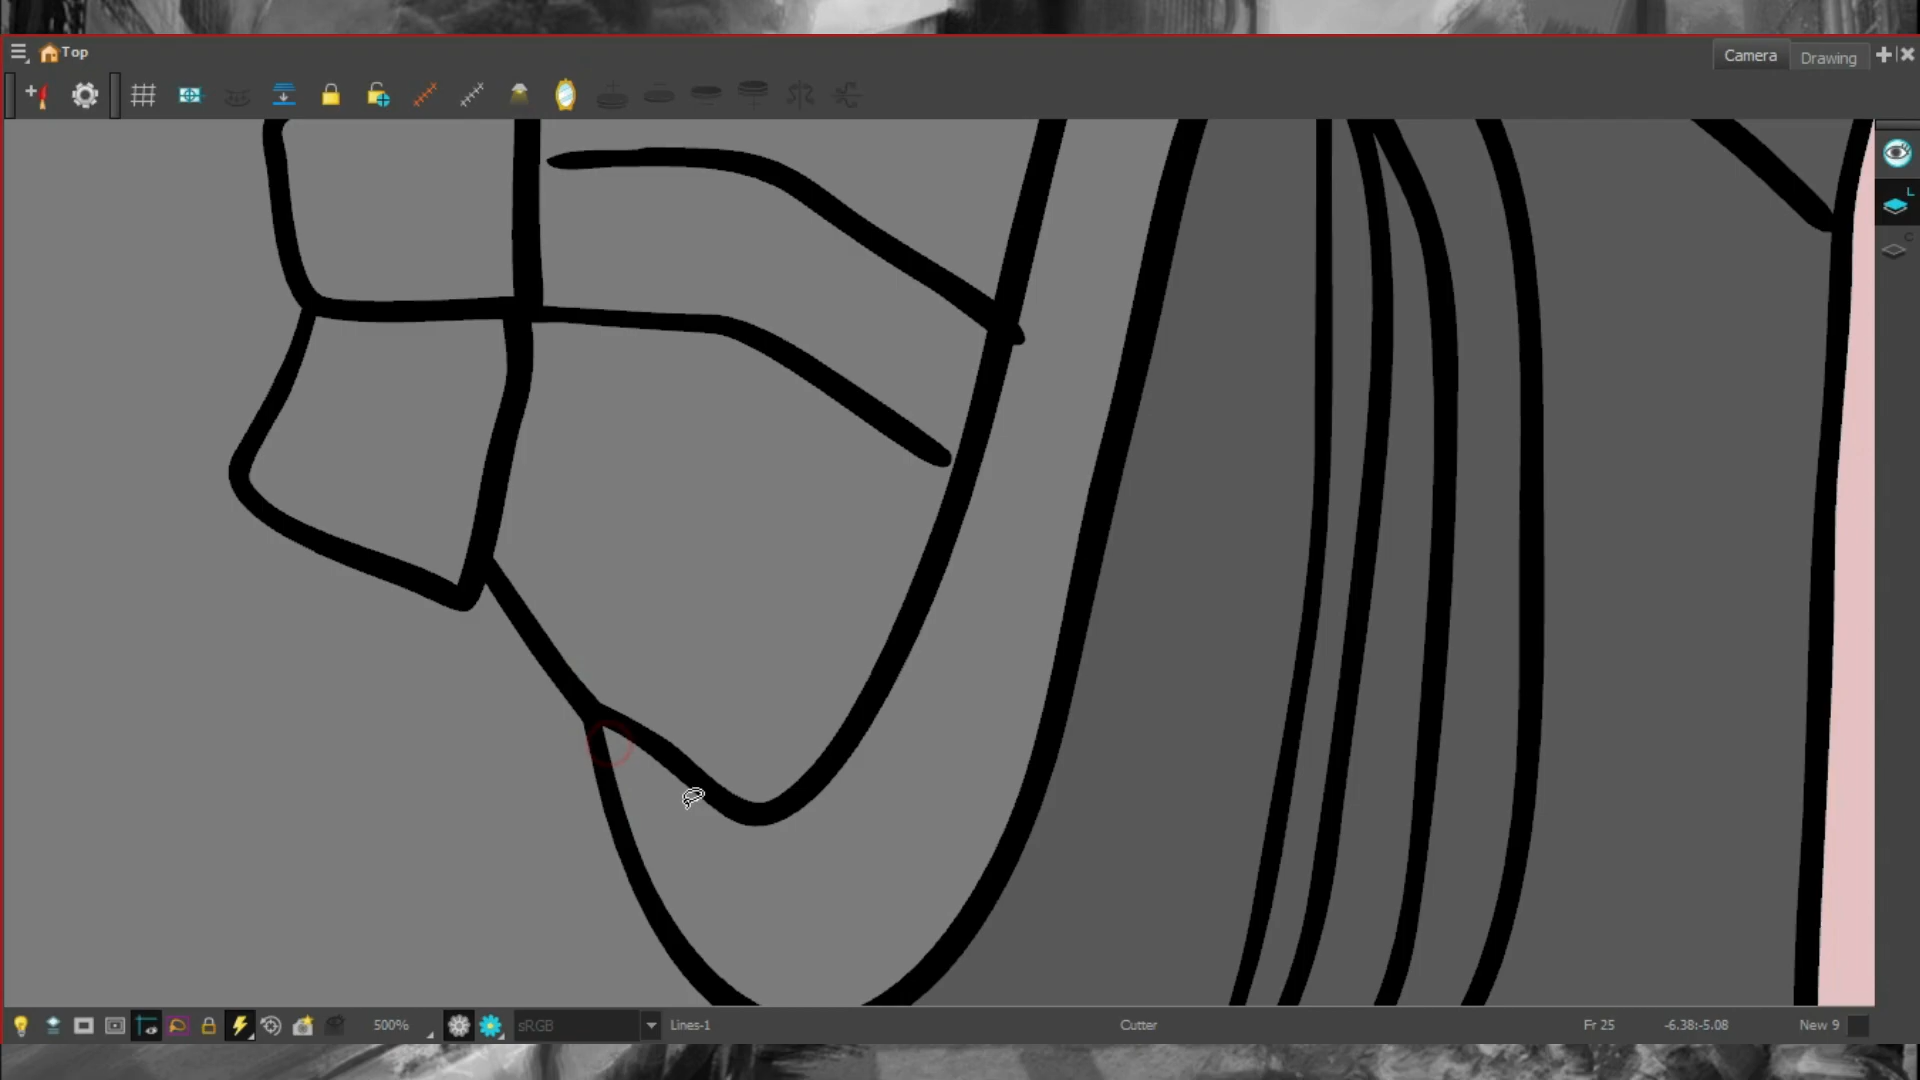 Top
Camera
Drawing
L
C
500%
sRGB
Lines-1
Cutter
Fr 25
-6.38:-5.08
New 9